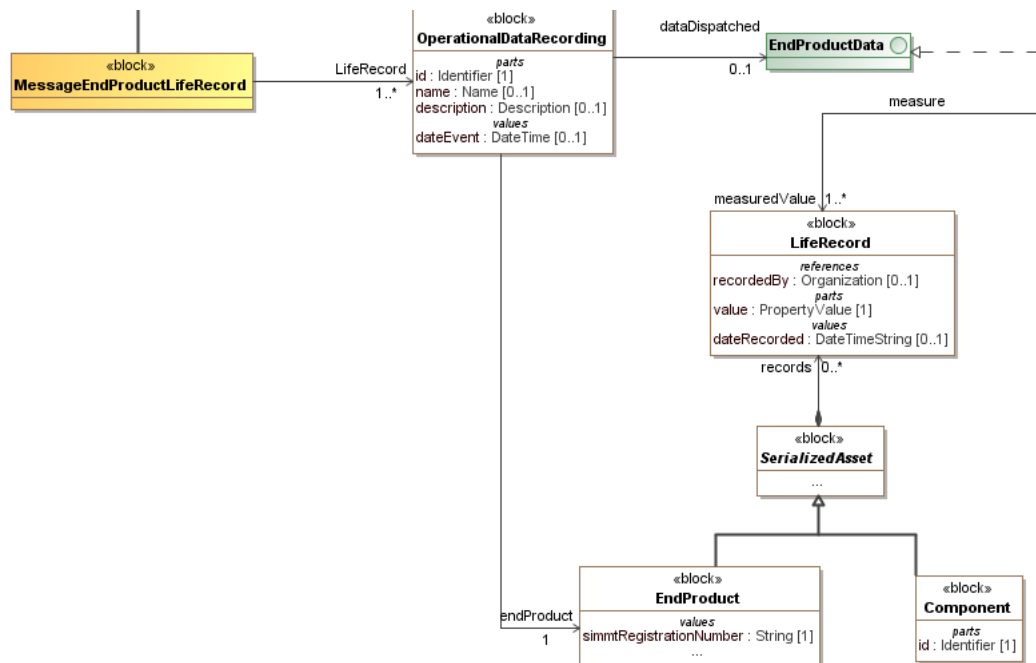 «block»
MessageEndProductLifeRecord
LifeRecord
1..*
«block»
OperationalDataRecording
parts
id : Identifier [1]
name : Name [0..1]
description : Description [0..1]
values
dateEvent : DateTime [0..1]
dataDispatched
0..1
EndProductData
measure
measuredValue 1..*
«block»
LifeRecord
references
recordedBy : Organization [0..1]
parts
value : PropertyValue [1]
values
dateRecorded : DateTimeString [0..1]
records 0..*
«block»
SerializedAsset
...
endProduct
1
«block»
EndProduct
values
simmtRegistrationNumber : String [1]
...
«block»
Component
parts
id : Identifier [1]